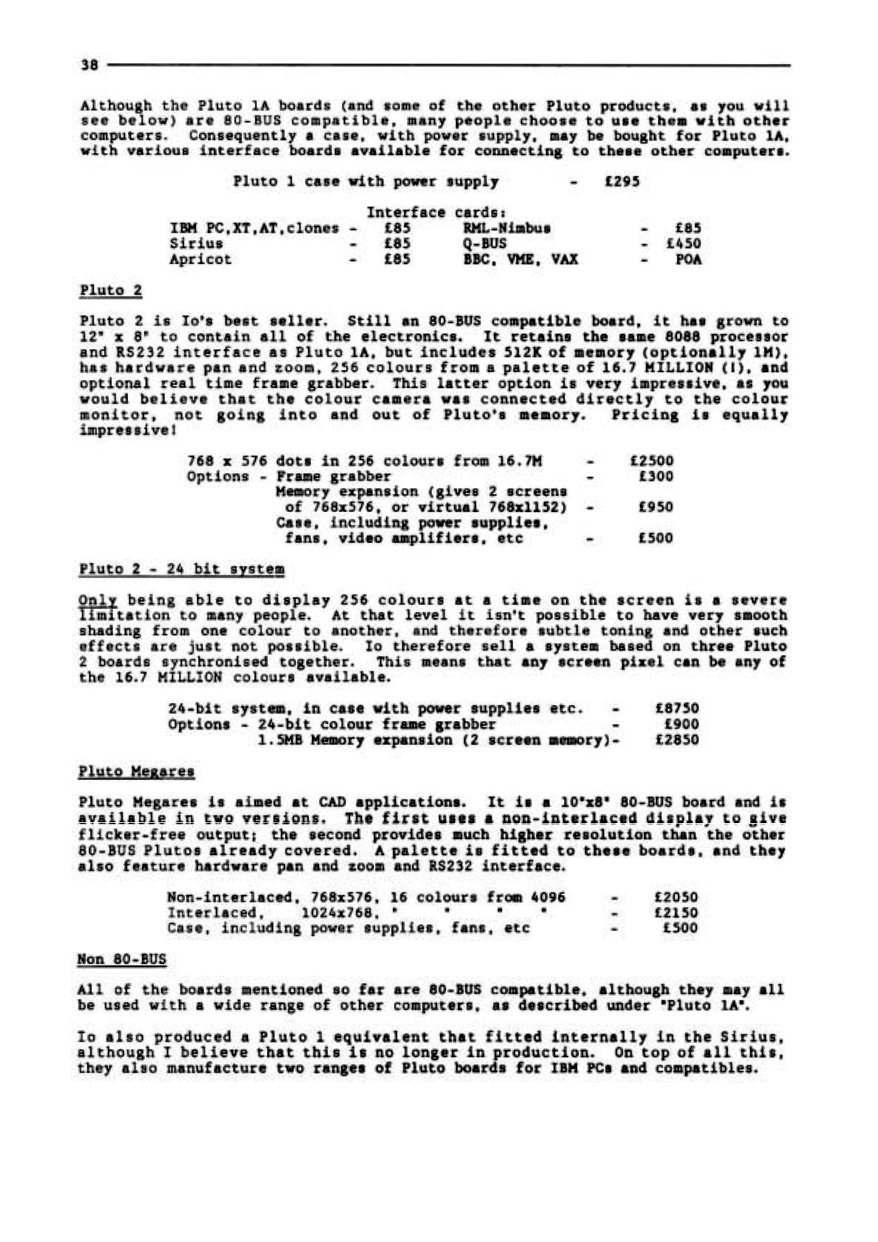 38
Although the Pluto 1A boards (and some of the other Pluto products, as you will
see below) are 80-BUS compatible, many people choose to use them with other
computers. Consequently a case, with power supply, may be bought for Pluto 1A,
with various interface boards available for connecting to these other computers.
Pluto 1 case with power supply - £295
Interface cards:
IBM PC,XT,AT,clones - £85 RML-Nimbus - £85
Sirius - £85 Q-BUS - £450
Apricot - £85 BBC, VME, VAX - POA
Pluto 2
Pluto 2 is Io's best seller. Still an 80-BUS compatible board, it has grown to
12" x 8" to contain all of the electronics. It retains the same 8088 processor
and RS232 interface as Pluto 1A, but includes 512K of memory (optionally 1M),
has hardware pan and zoom, 256 colours from a palette of 16.7 MILLION (!), and
optional real time frame grabber. This latter option is very impressive, as you
would believe that the colour camera was connected directly to the colour
monitor, not going into and out of Pluto's memory. Pricing is equally
impressive!
768 x 576 dots in 256 colours from 16.7M - £2500
Options - Frame grabber - £300
Memory expansion (gives 2 screens
of 768x576, or virtual 768x1152) - £950
Case, including power supplies,
fans, video amplifiers, etc - £500
Pluto 2 - 24 bit system
Only being able to display 256 colours at a time on the screen is a severe
limitation to many people. At that level it isn't possible to have very smooth
shading from one colour to another, and therefore subtle toning and other such
effects are just not possible. Io therefore sell a system based on three Pluto
2 boards synchronised together. This means that any screen pixel can be any of
the 16.7 MILLION colours available.
24-bit system, in case with power supplies etc. - £8750
Options - 24-bit colour frame grabber - £900
1.5MB Memory expansion (2 screen memory)- £2850
Pluto Megares
Pluto Megares is aimed at CAD applications. It is a 10"x8" 80-BUS board and is
available in two versions. The first uses a non-interlaced display to give
flicker-free output; the second provides much higher resolution than the other
80-BUS Plutos already covered. A palette is fitted to these boards, and they
also feature hardware pan and zoom and RS232 interface.
Non-interlaced, 768x576, 16 colours from 4096 - £2050
Interlaced, 1024x768, " " " " - £2150
Case, including power supplies, fans, etc - £500
Non 80-BUS
All of the boards mentioned so far are 80-BUS compatible, although they may all
be used with a wide range of other computers, as described under "Pluto 1A".
Io also produced a Pluto 1 equivalent that fitted internally in the Sirius,
although I believe that this is no longer in production. On top of all this,
they also manufacture two ranges of Pluto boards for IBM PCs and compatibles.